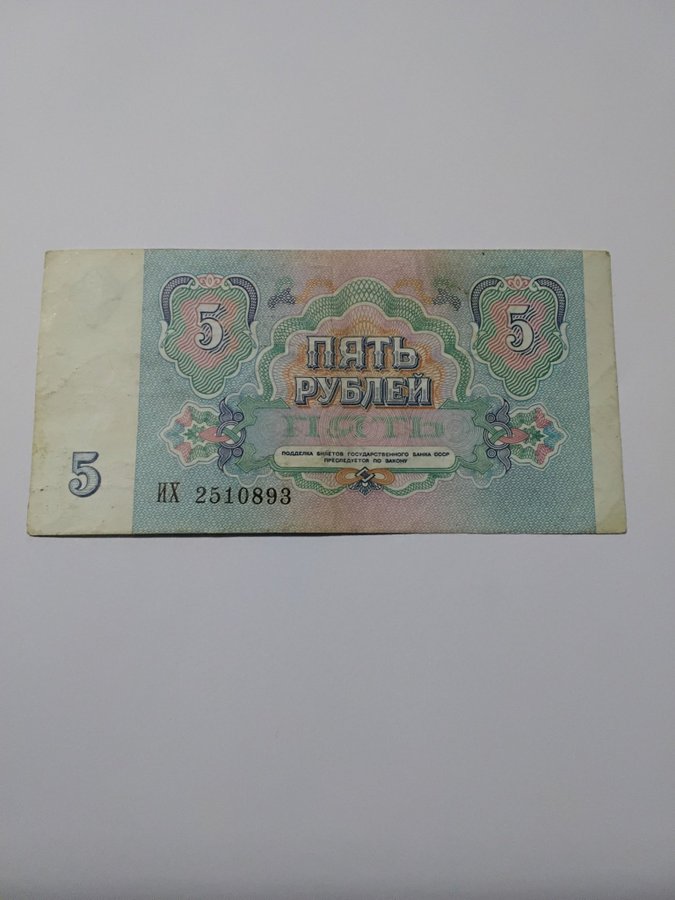 5 5
ПЯТЬ
РУБЛЕЙ
ПОДДЕЛКА БИЛЕТОВ ГОСУДАРСТВЕННОГО БАНКА СССР
ПРЕСЛЕДУЕТСЯ ПО ЗАКОНУ
5
ИХ 2510893